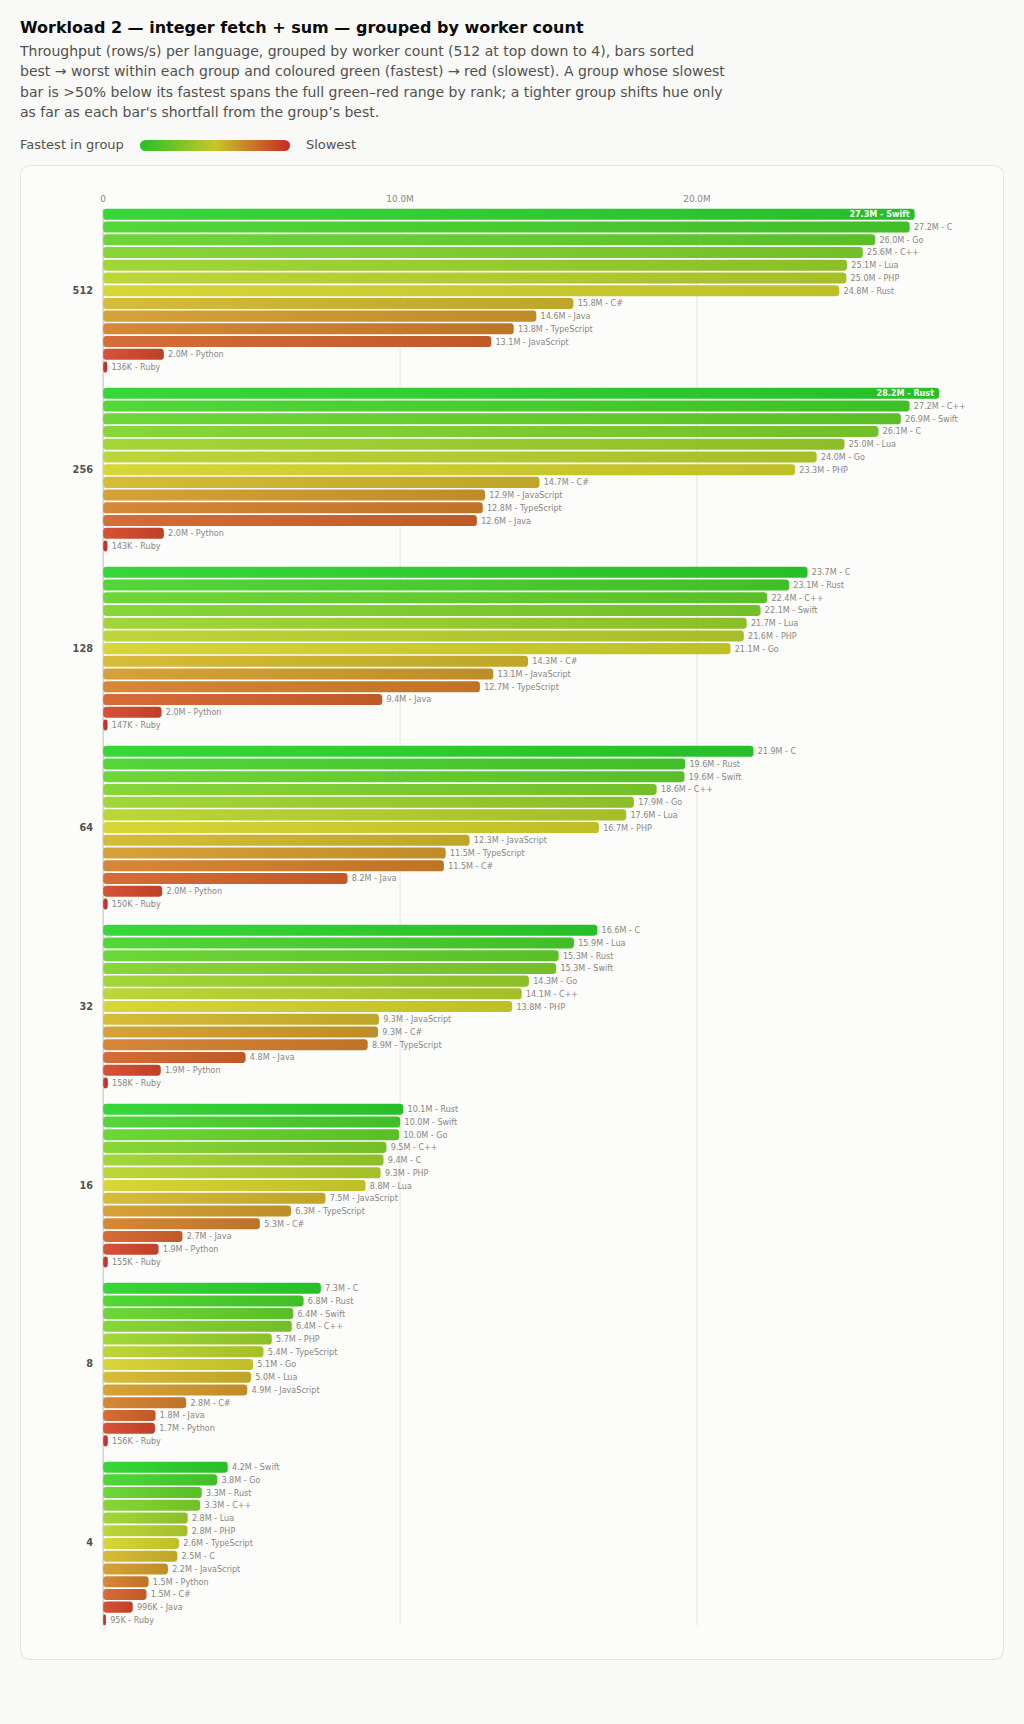 Workload 2 — integer fetch + sum — grouped by worker count
Throughput (rows/s) per language, grouped by worker count (512 at top down to 4), bars sorted
best → worst within each group and coloured green (fastest) → red (slowest). A group whose slowest
bar is >50% below its fastest spans the full green–red range by rank; a tighter group shifts hue only
as far as each bar's shortfall from the group’s best.
Fastest in group Slowest
0 10.0M 20.0M
27.3M - Swift
27.2M - C
26.0M - Go
25.6M - C++
25.1M - Lua
25.0M - PHP
512 24.8M - Rust
15.8M - C#
14.6M - Java
13.8M - TypeScript
13.1M - JavaScript
2.0M - Python
136K - Ruby
28.2M - Rust
27.2M - C++
26.9M - Swift
26.1M - C
25.0M - Lua
24.0M - Go
256 23.3M - PHP
14.7M - C#
12.9M - JavaScript
12.8M - TypeScript
12.6M - Java
2.0M - Python
143K - Ruby
23.7M - C
23.1M - Rust
22.4M - C++
22.1M - Swift
21.7M - Lua
21.6M - PHP
128 21.1M - Go
14.3M - C#
13.1M - JavaScript
12.7M - TypeScript
9.4M - Java
2.0M - Python
147K - Ruby
21.9M - C
19.6M - Rust
19.6M - Swift
18.6M - C++
17.9M - Go
17.6M - Lua
64 16.7M - PHP
12.3M - JavaScript
11.5M - TypeScript
11.5M - C#
8.2M - Java
2.0M - Python
150K - Ruby
16.6M - C
15.9M - Lua
15.3M - Rust
15.3M - Swift
14.3M - Go
14.1M - C++
32 13.8M - PHP
9.3M - JavaScript
9.3M - C#
8.9M - TypeScript
4.8M - Java
1.9M - Python
158K - Ruby
10.1M - Rust
10.0M - Swift
10.0M - Go
9.5M - C++
9.4M - C
9.3M - PHP
16 8.8M - Lua
7.5M - JavaScript
6.3M - TypeScript
5.3M - C#
2.7M - Java
1.9M - Python
155K - Ruby
7.3M - C
6.8M - Rust
6.4M - Swift
6.4M - C++
5.7M - PHP
5.4M - TypeScript
8 5.1M - Go
5.0M - Lua
4.9M - JavaScript
2.8M - C#
1.8M - Java
1.7M - Python
156K - Ruby
4.2M - Swift
3.8M - Go
3.3M - Rust
3.3M - C++
2.8M - Lua
2.8M - PHP
4 2.6M - TypeScript
2.5M - C
2.2M - JavaScript
1.5M - Python
1.5M - C#
996K - Java
95K - Ruby